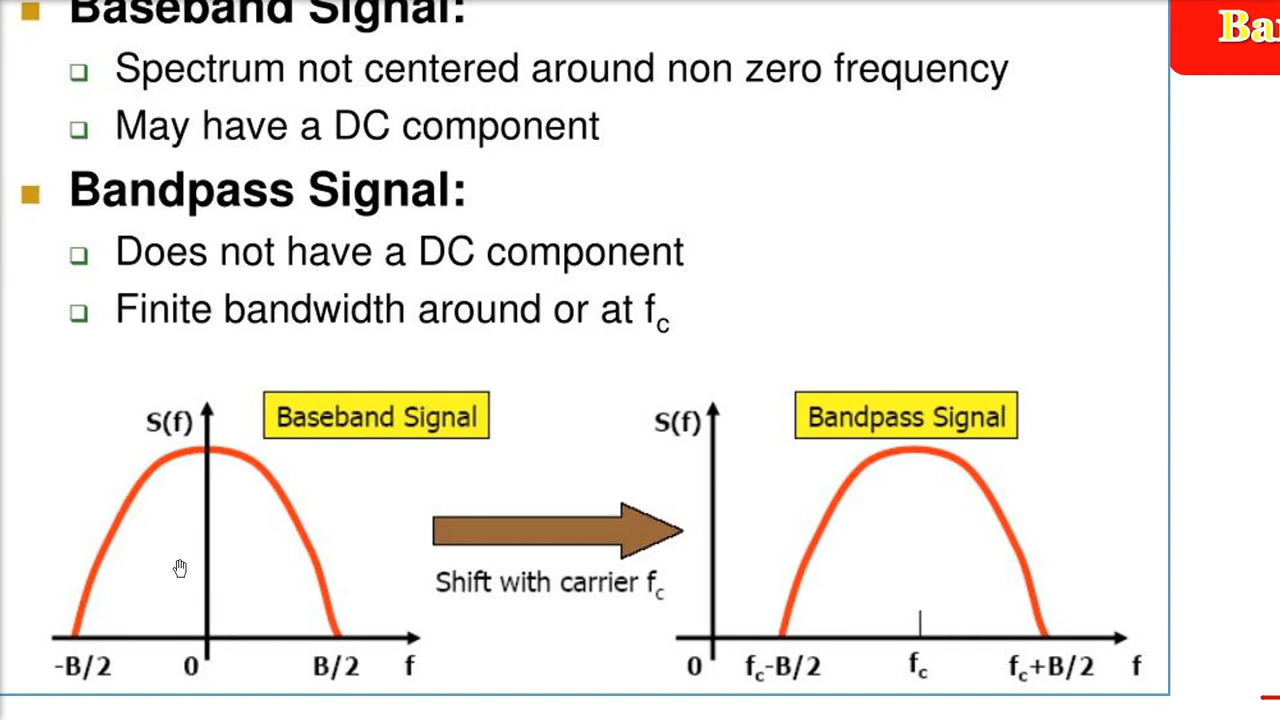 Baseband Signal:
Spectrum not centered around non zero frequency
May have a DC component
Bandpass Signal:
Does not have a DC component
Finite bandwidth around or at fc
S(f) Baseband Signal
S(f) Bandpass Signal
Shift with carrier fc
-B/2 0 B/2 f
0 fc-B/2 fc fc+B/2 f